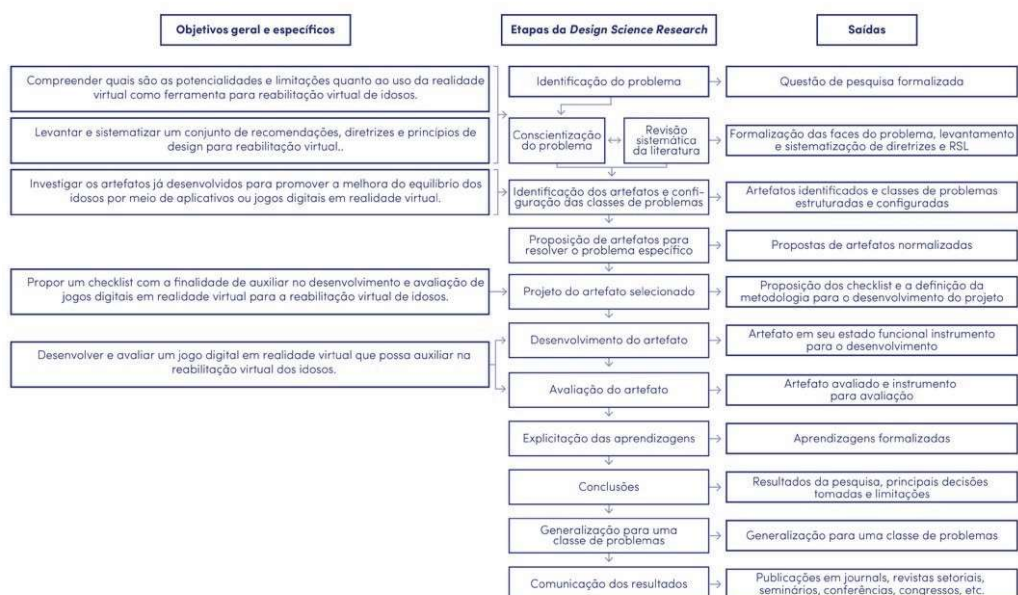 Objetivos geral e específicos
Etapas da Design Science Research
Saídas
Compreender quais são as potencialidades e limitações quanto ao uso da realidade
virtual como ferramenta para reabilitação virtual de idosos.
Identificação do problema
Questão de pesquisa formalizada
Levantar e sistematizar um conjunto de recomendações, diretrizes e princípios de
design para reabilitação virtual..
Conscientização
do problema
Revisão
sistemática
da literatura
Formalização das faces do problema, levantamento
e sistematização de diretrizes e RSL
Investigar os artefatos já desenvolvidos para promover a melhora do equilíbrio dos
idosos por meio de aplicativos ou jogos digitais em realidade virtual.
Identificação dos artefatos e confi-
guração das classes de problemas
Artefatos identificados e classes de problemas
estruturadas e configuradas
Proposição de artefatos para
resolver o problema específico
Propostas de artefatos normalizadas
Propor um checklist com a finalidade de auxiliar no desenvolvimento e avaliação de
jogos digitais em realidade virtual para a reabilitação virtual de idosos.
Projeto do artefato selecionado
Proposição dos checklist e a definição da
metodologia para o desenvolvimento do projeto
Desenvolver e avaliar um jogo digital em realidade virtual que possa auxiliar na
reabilitação virtual dos idosos.
Desenvolvimento do artefato
Artefato em seu estado funcional instrumento
para o desenvolvimento
Avaliação do artefato
Artefato avaliado e instrumento
para avaliação
Explicitação das aprendizagens
Aprendizagens formalizadas
Conclusões
Resultados da pesquisa, principais decisões
tomadas e limitações
Generalização para uma
classe de problemas
Generalização para uma classe de problemas
Comunicação dos resultados
Publicações em journals, revistas setoriais,
seminários, conferências, congressos, etc.